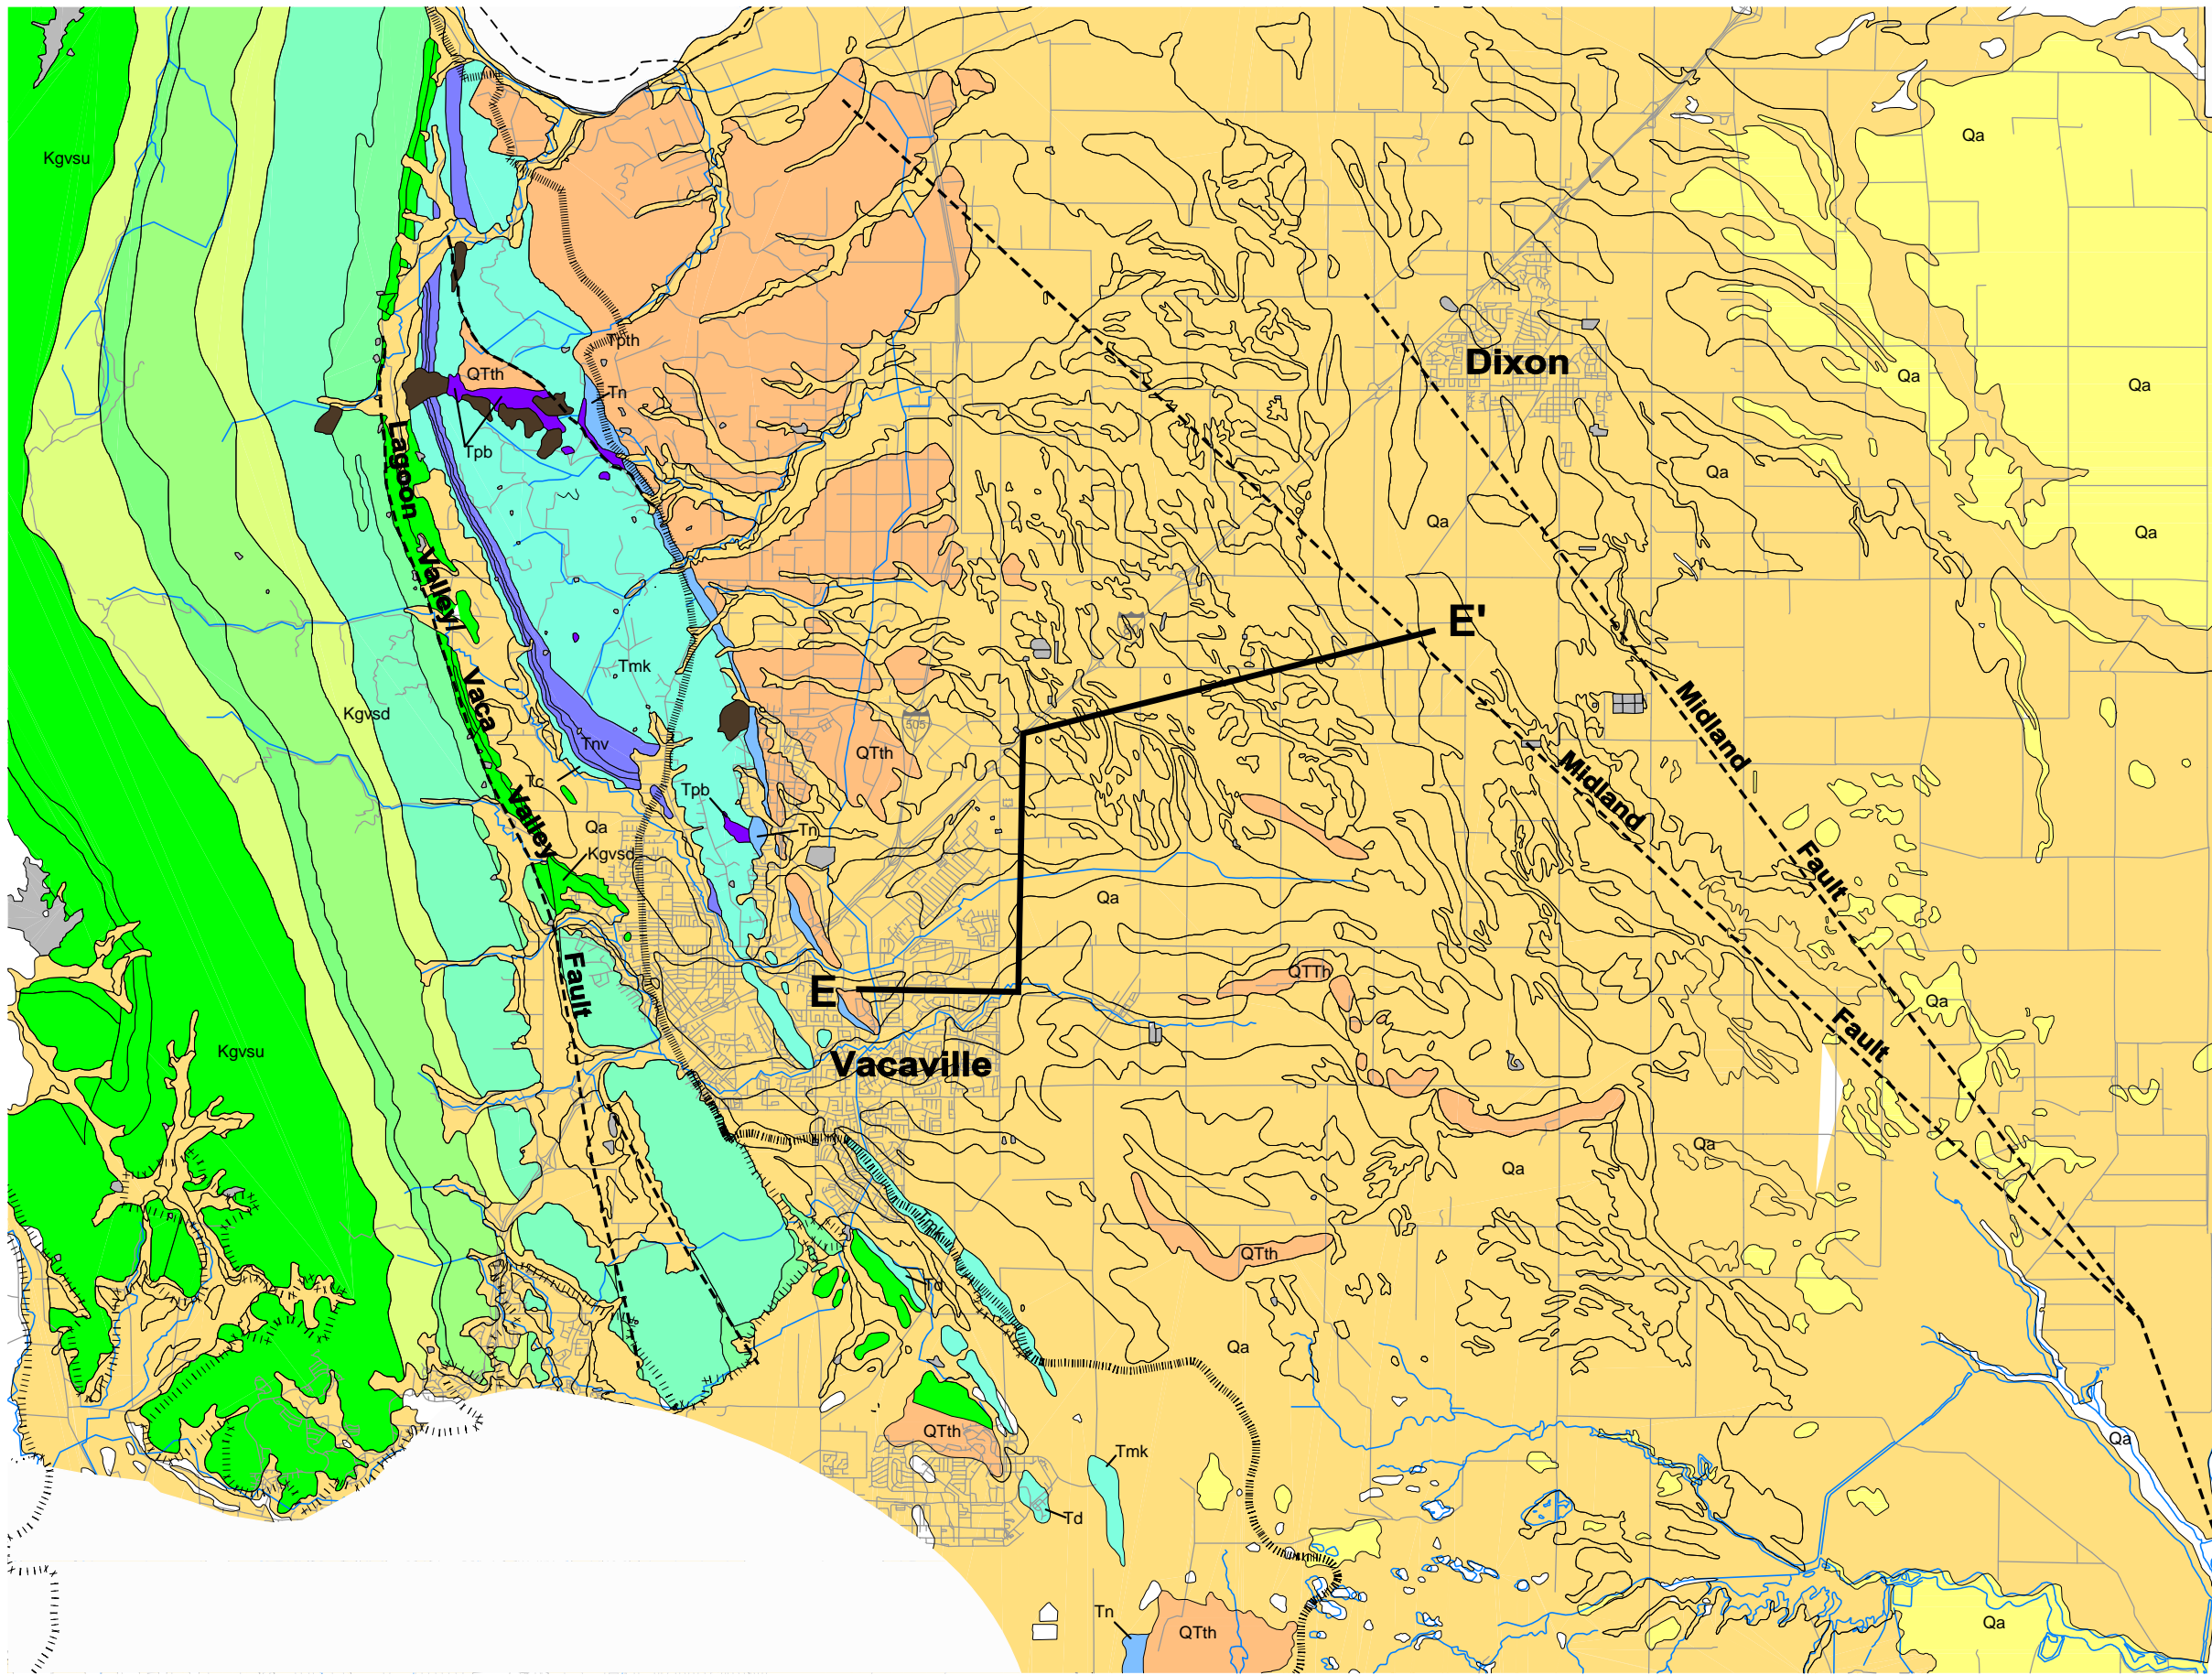 Kgvsu
Qa
Tpth
QTth
Tn
Dixon
Qa
Qa
Tpb
Lagoon
Qa
Qa
Qa
Valley/
E'
Tmk
Vaca
Kgvsd
Midland
Tnv
505
QTth
Midland
Tc
Tpb
Valley
Qa
Tn
Kgvsd
Fault
Qa
QTTh
Fault
E
Qa
Fault
Kgvsu
Vacaville
Qa
Qa
Tmk
QTth
Td
Qa
QTth
Qa
Tmk
Td
Tn
QTth
Qa